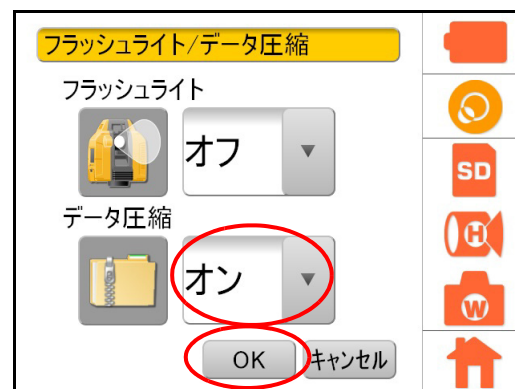 フラッシュライト/データ圧縮
フラッシュライト
オフ
データ圧縮
オン
OK
キャンセル
SD
H
W